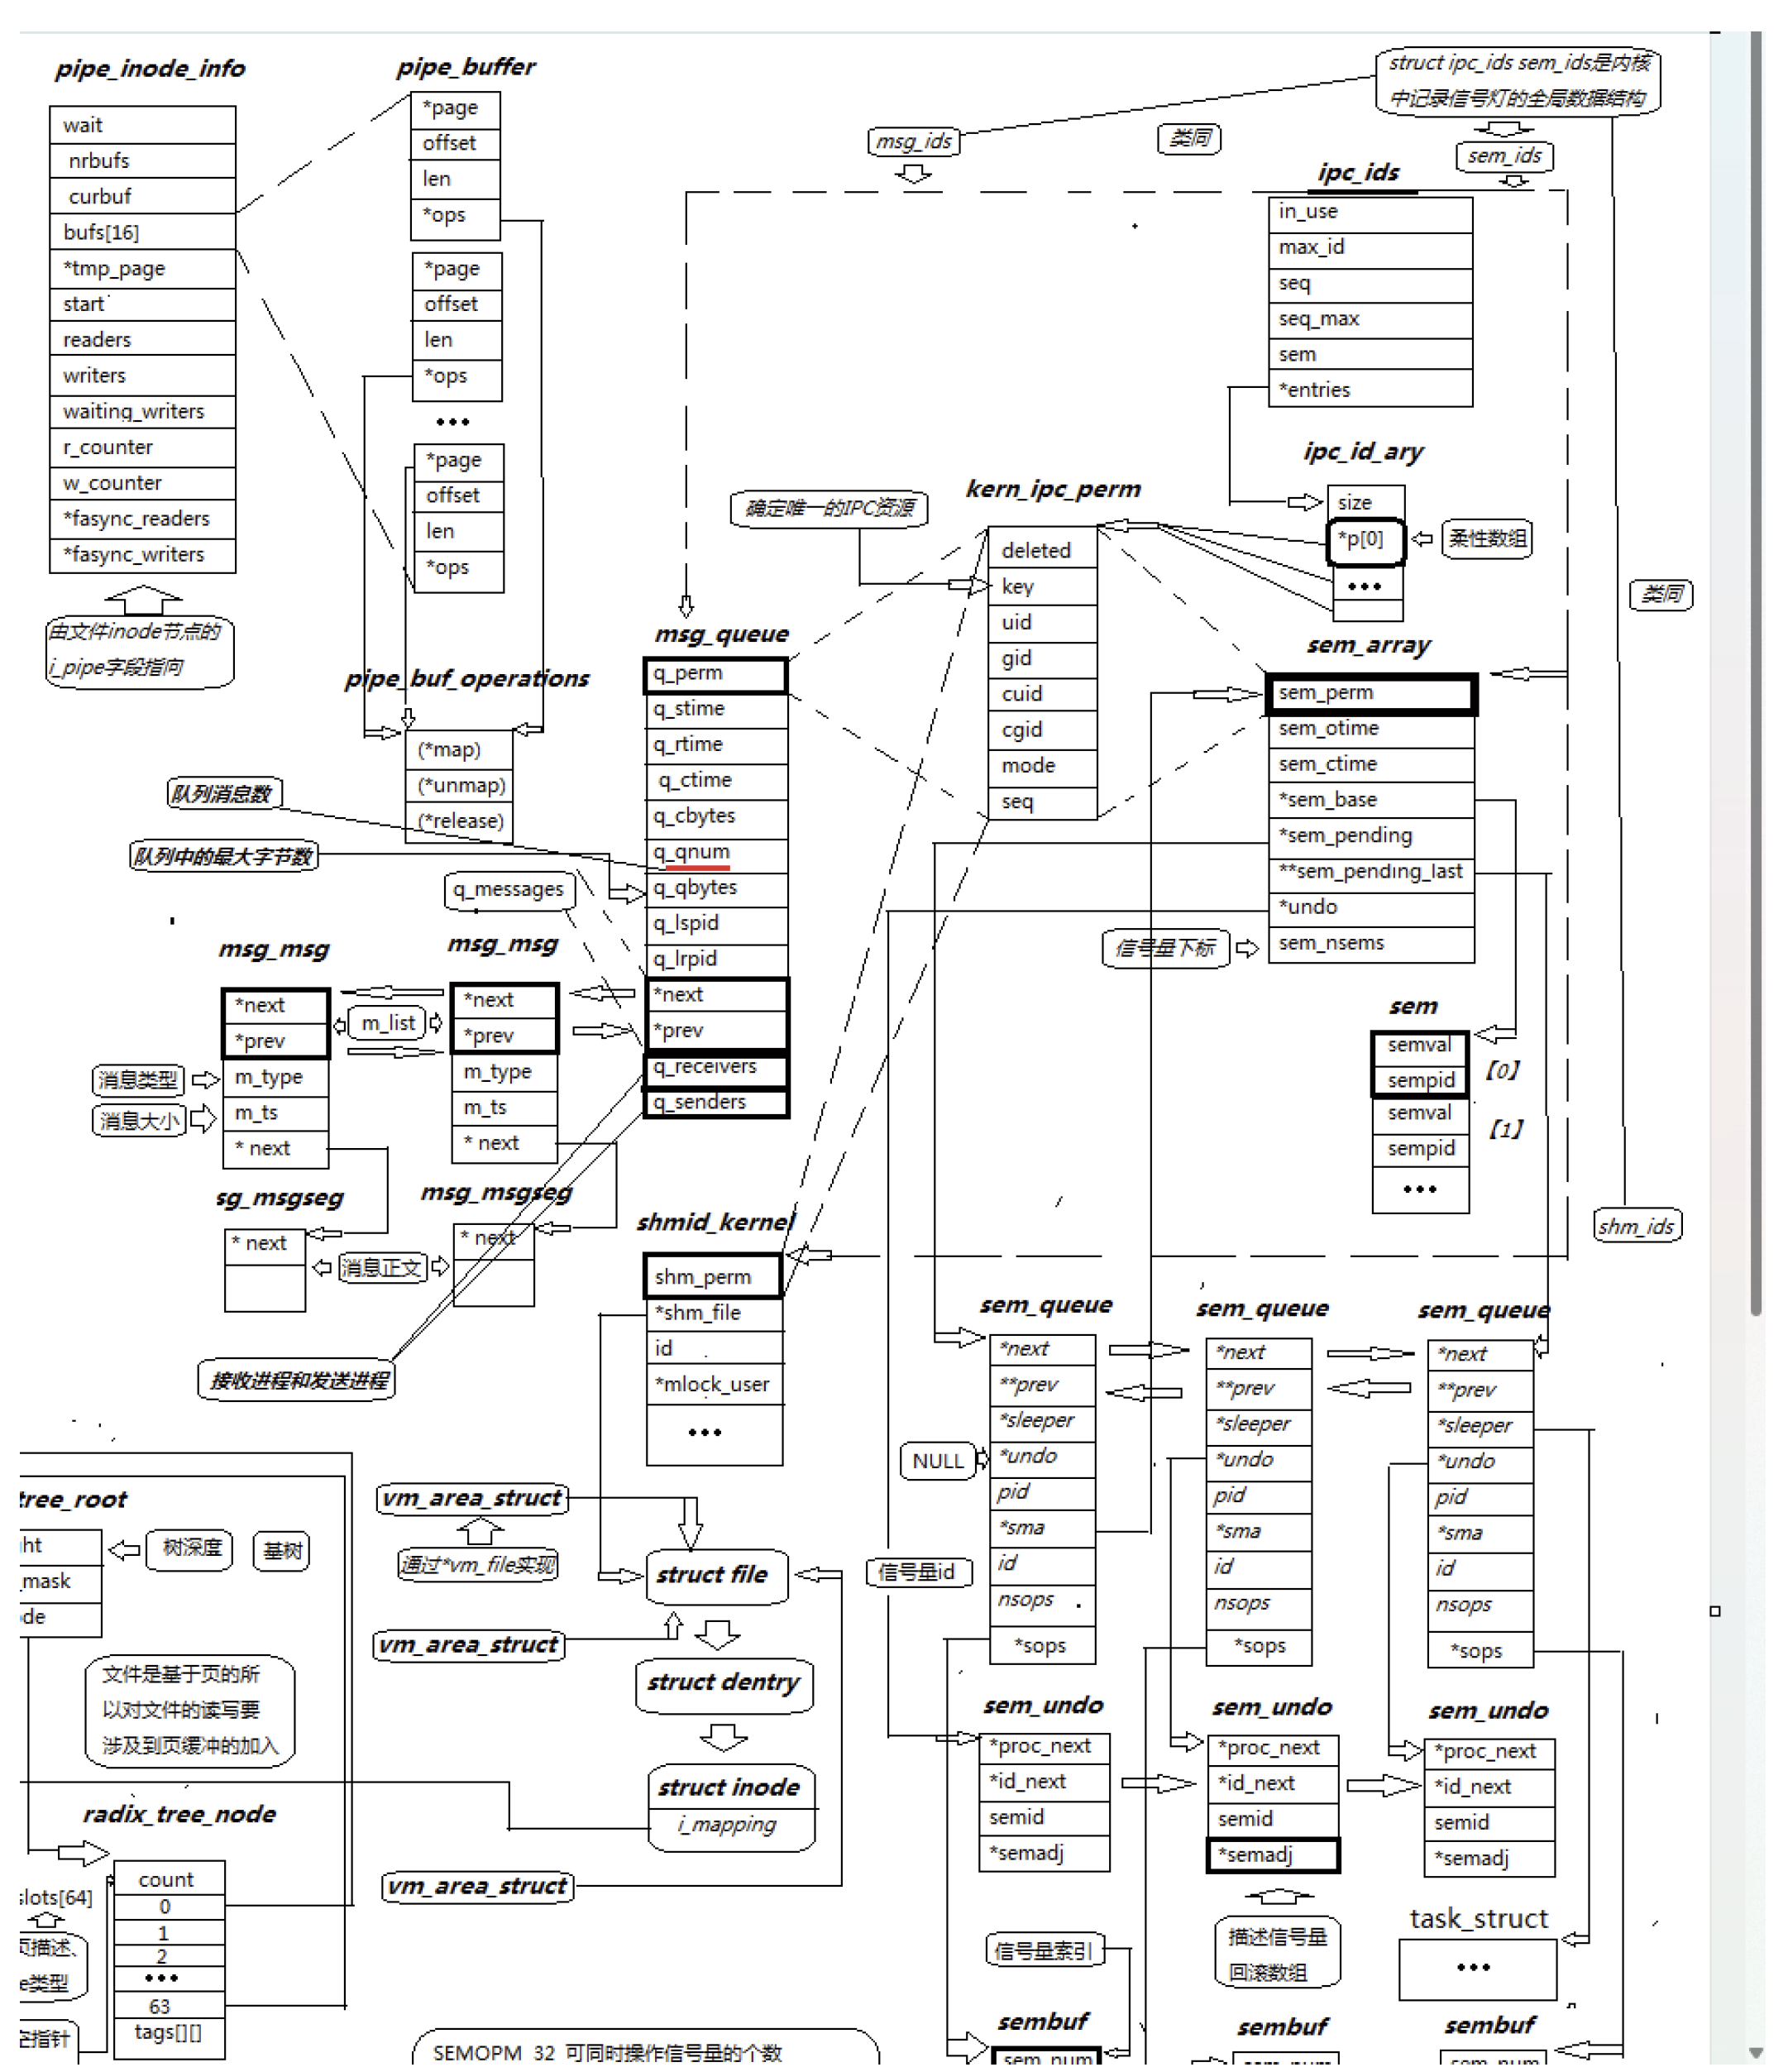 pipe_inode_info
wait
nrbufs
curbuf
bufs[16]
*tmp_page
start
readers
writers
waiting_writers
r_counter
w_counter
*fasync_readers
*fasync_writers
由文件inode节点的
i_pipe字段指向
pipe_buffer
*page
offset
len
*ops
*page
offset
len
*ops
•••
*page
offset
len
*ops
pipe_buf_operations
(*map)
(*unmap)
(*release)
struct ipc_ids sem_ids是内核
中记录信号灯的全局数据结构
msg_ids
类同
sem_ids
ipc_ids
in_use
max_id
seq
seq_max
sem
*entries
ipc_id_ary
size
*p[0]
•••
柔性数组
类同
确定唯一的IPC资源
kern_ipc_perm
deleted
key
uid
gid
cuid
cgid
mode
seq
msg_queue
q_perm
q_stime
q_rtime
q_ctime
q_cbytes
q_qnum
q_qbytes
q_lspid
q_lrpid
*next
*prev
q_receivers
q_senders
队列消息数
队列中的最大字节数
q_messages
sem_array
sem_perm
sem_otime
sem_ctime
*sem_base
*sem_pending
**sem_pending_last
*undo
sem_nsems
信号量下标
msg_msg
*next
*prev
m_type
m_ts
* next
m_list
msg_msg
*next
*prev
m_type
m_ts
* next
消息类型
消息大小
sg_msgseg
* next
消息正文
msg_msgseg
* next
接收进程和发送进程
sem
semval
sempid
【0】
semval
sempid
【1】
•••
shm_ids
shmid_kernel
shm_perm
*shm_file
id
*mlock_user
•••
sem_queue
*next
**prev
*sleeper
*undo
pid
*sma
id
nsops
*sops
NULL
信号量id
sem_queue
*next
**prev
*sleeper
*undo
pid
*sma
id
nsops
*sops
sem_queue
*next
**prev
*sleeper
*undo
pid
*sma
id
nsops
*sops
tree_root
ht
_mask
de
树深度
基树
文件是基于页的所
以对文件的读写要
涉及到页缓冲的加入
vm_area_struct
通过*vm_file实现
struct file
vm_area_struct
struct dentry
struct inode
i_mapping
vm_area_struct
radix_tree_node
count
0
1
2
•••
63
tags[][]
slots[64]
页描述、
e类型
空指针
sem_undo
*proc_next
*id_next
semid
*semadj
sem_undo
*proc_next
*id_next
semid
*semadj
sem_undo
*proc_next
*id_next
semid
*semadj
描述信号量
回滚数组
task_struct
•••
信号量索引
sembuf
sem_num
sembuf
sem_num
sembuf
sem_num
SEMOPM 32 可同时操作信号量的个数